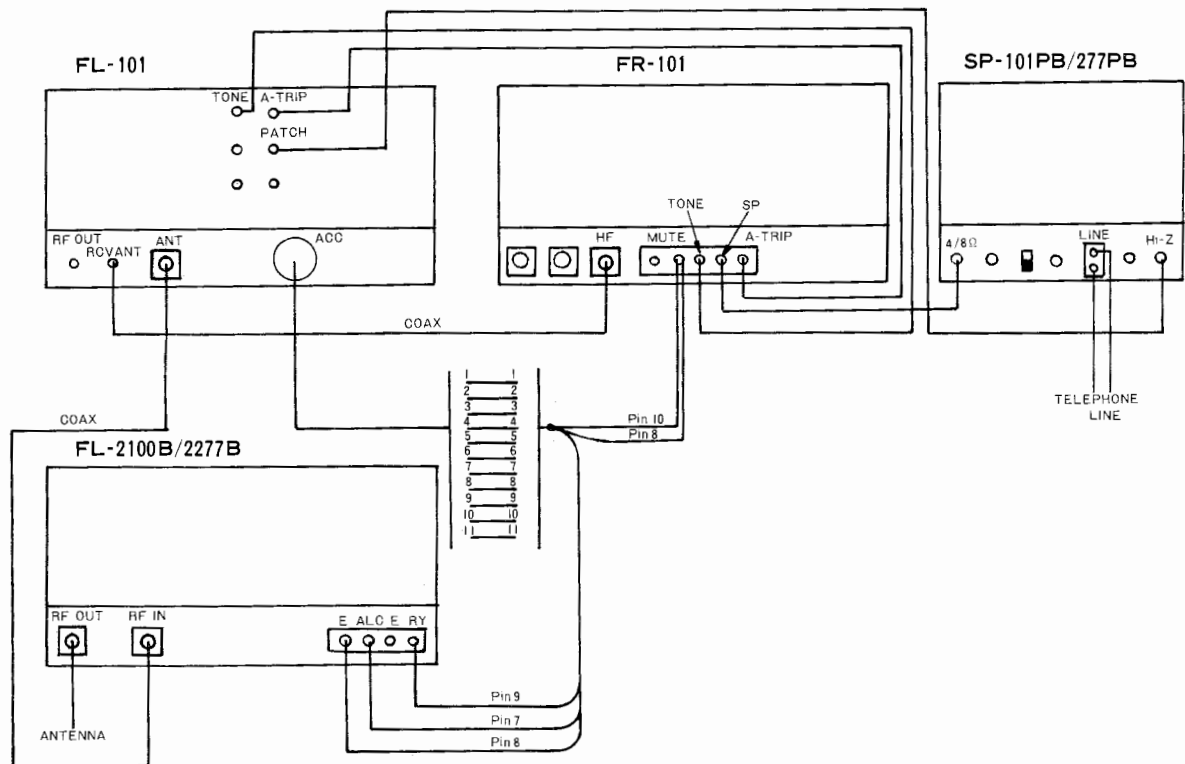 FL-101
FR-101
SP-101PB/277PB
TONE A-TRIP
PATCH
RF OUT
RCVANT
ANT
ACC
TONE
SP
HF
MUTE
A-TRIP
4/8Ω
LINE
HI-Z
COAX
TELEPHONE
LINE
COAX
1 1
2 2
3 3
4 4
5 5
6 6
7 7
8 8
9 9
10 10
11 11
Pin 10
Pin 8
FL-2100B/2277B
RF OUT
RF IN
E ALC E RY
Pin 9
Pin 7
Pin 8
ANTENNA